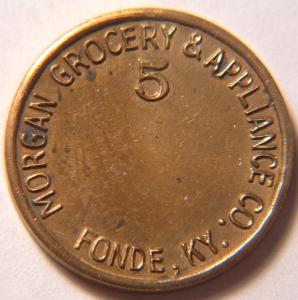 MORGAN GROCERY & APPLIANCE CO.
5
FONDE, KY.